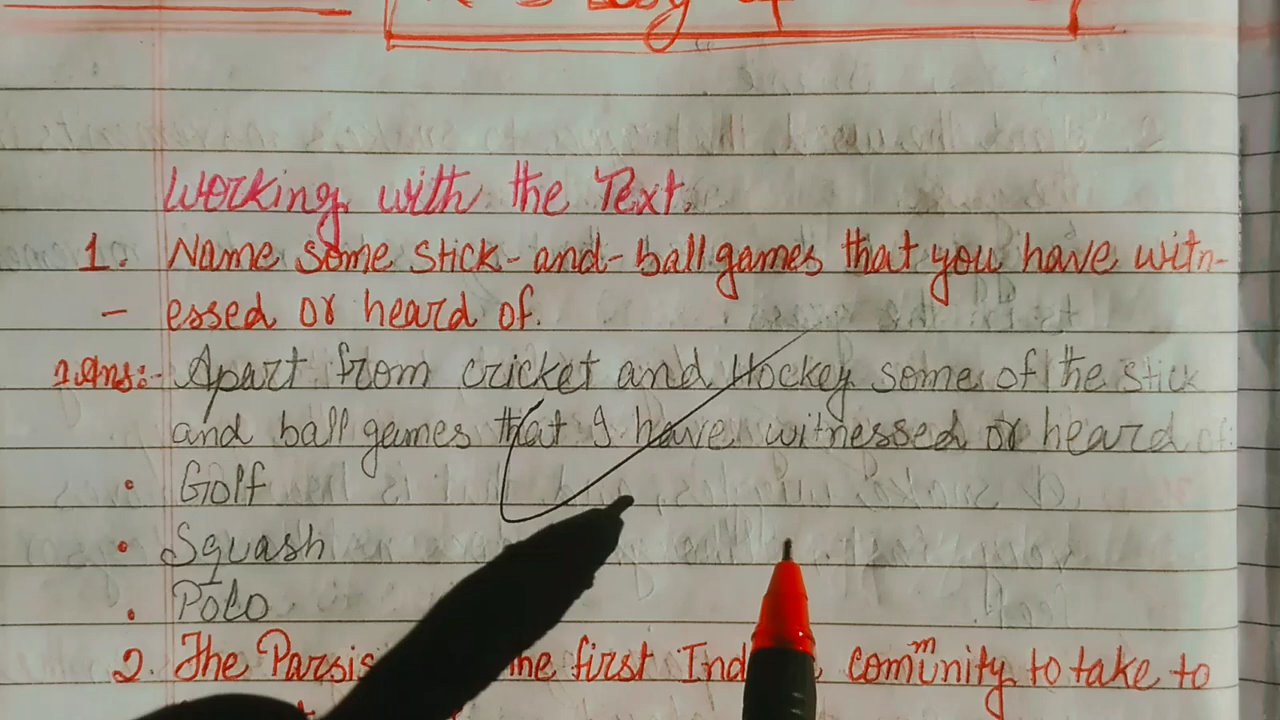 Working with the Text.
1. Name some stick-and-ball games that you have witn-
- essed or heard of.
1.Ans:- Apart from cricket and Hockey some of the stick
and ball games that I have witnessed or heard of
• Golf
• Squash
• Polo
2. The Parsis the first community to take to